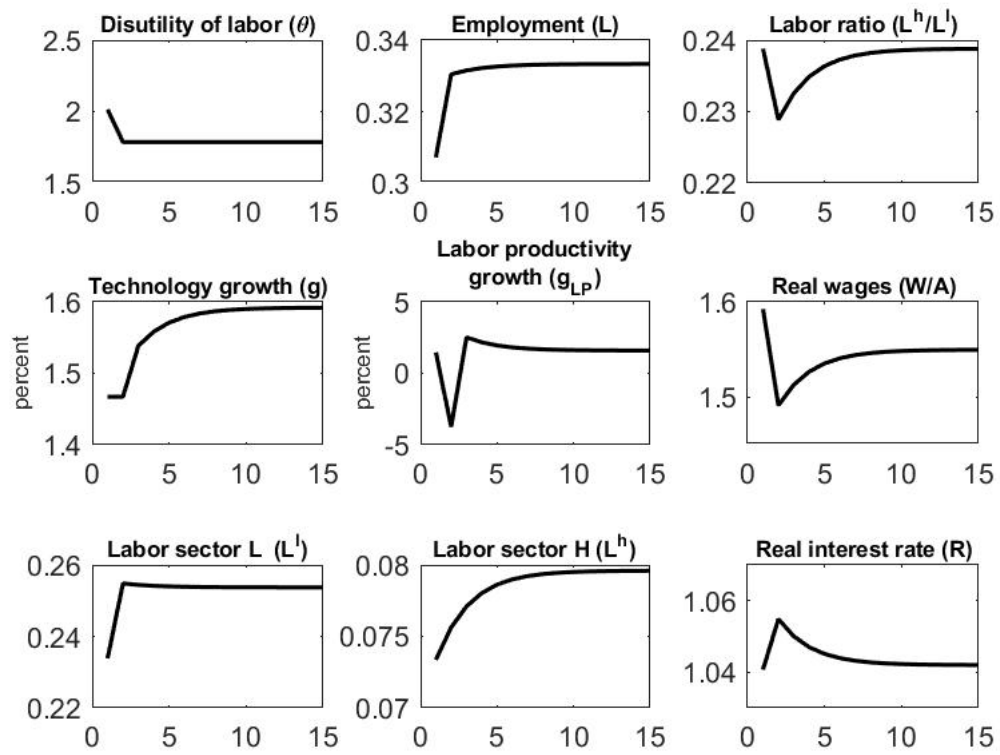 Disutility of labor (θ)
Employment (L)
Labor ratio (L^h/L^l)
2.5
2
1.5
0 5 10 15
0.34
0.32
0.3
0 5 10 15
0.24
0.23
0.22
0 5 10 15
Technology growth (g)
Labor productivity
growth (g_LP)
Real wages (W/A)
percent
1.6
1.5
1.4
0 5 10 15
percent
5
0
-5
0 5 10 15
1.6
1.5
0 5 10 15
Labor sector L (L^l)
Labor sector H (L^h)
Real interest rate (R)
0.26
0.24
0.22
0 5 10 15
0.08
0.075
0.07
0 5 10 15
1.06
1.04
0 5 10 15